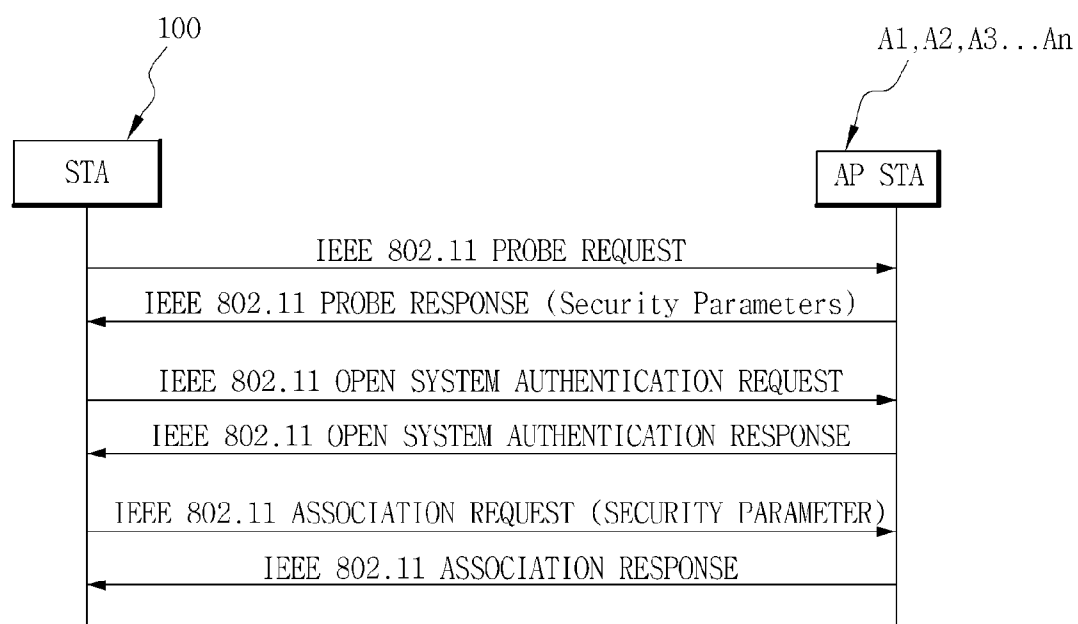 100
A1,A2,A3...An
STA
AP STA
IEEE 802.11 PROBE REQUEST
IEEE 802.11 PROBE RESPONSE (Security Parameters)
IEEE 802.11 OPEN SYSTEM AUTHENTICATION REQUEST
IEEE 802.11 OPEN SYSTEM AUTHENTICATION RESPONSE
IEEE 802.11 ASSOCIATION REQUEST (SECURITY PARAMETER)
IEEE 802.11 ASSOCIATION RESPONSE